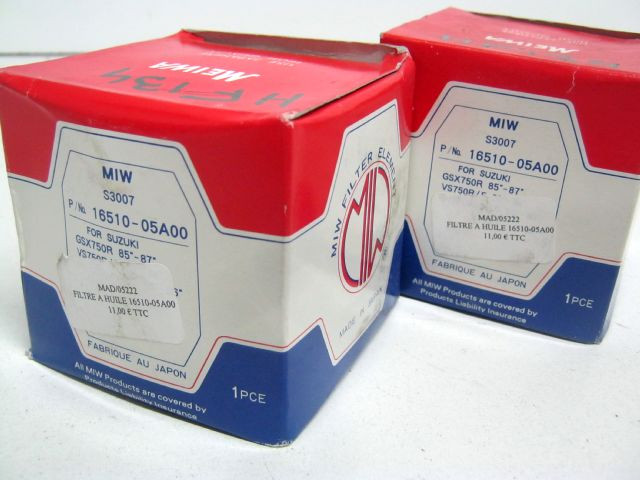 MEIWA
HF134
MIW
S3007
P/No. 16510-05A00
FOR SUZUKI
GSX750R 85"-87"
MAD/05222
FILTRE A HUILE 16510-05A00
11,00 € TTC
FABRIQUE AU JAPON
All MIW Products are covered by
Products Liability Insurance
1PCE
MIW FILTER ELEMENT
MIW
®
MADE IN JAPAN
MEIWA
MIW
S3007
P/No. 16510-05A00
FOR SUZUKI
GSX750R 85"-87"
VS750R/
MAD/05222
FILTRE A HUILE 16510-05A00
11,00 € TTC
FABRIQUE AU JAPON
All MIW Products are covered by
Products Liability Insurance
1PCE